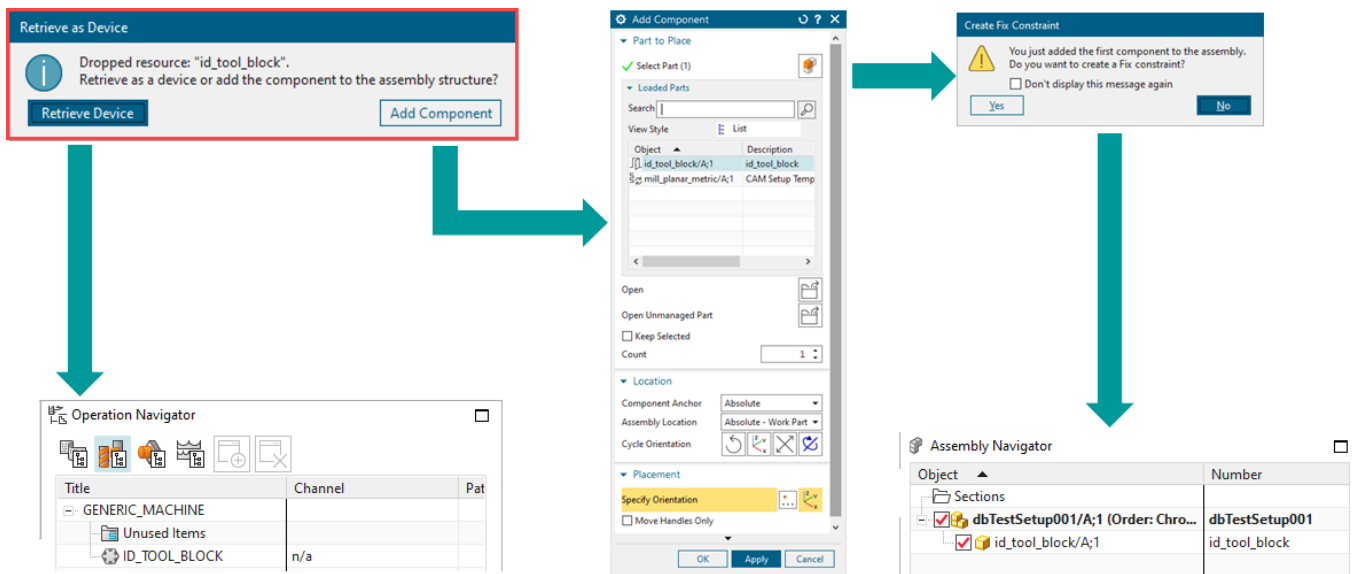 Retrieve as Device
Dropped resource: "id_tool_block".
Retrieve as a device or add the component to the assembly structure?
Retrieve Device
Add Component
Add Component
Part to Place
Select Part (1)
Loaded Parts
Search
View Style
List
Object
Description
id_tool_block/A;1
id_tool_block
mill_planar_metric/A;1
CAM Setup Temp
Open
Open Unmanaged Part
Keep Selected
Count
1
Location
Component Anchor
Absolute
Assembly Location
Absolute - Work Part
Cycle Orientation
Placement
Specify Orientation
Move Handles Only
OK
Apply
Cancel
Create Fix Constraint
You just added the first component to the assembly.
Do you want to create a Fix constraint?
Don't display this message again
Yes
No
Operation Navigator
Title
Channel
Pat
GENERIC_MACHINE
Unused Items
ID_TOOL_BLOCK
n/a
Assembly Navigator
Object
Number
Sections
dbTestSetup001/A;1 (Order: Chro...
dbTestSetup001
id_tool_block/A;1
id_tool_block